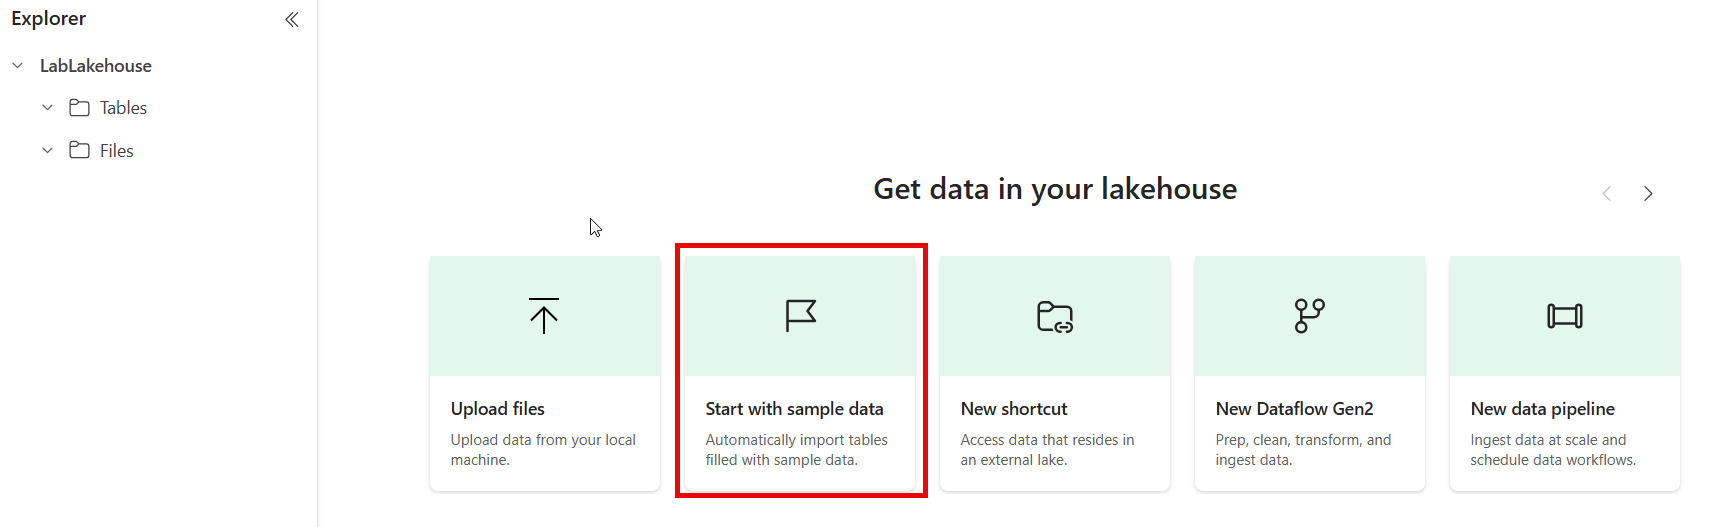 Explorer
LabLakehouse
Tables
Files
Get data in your lakehouse
Upload files
Upload data from your local
machine.
Start with sample data
Automatically import tables
filled with sample data.
New shortcut
Access data that resides in
an external lake.
New Dataflow Gen2
Prep, clean, transform, and
ingest data.
New data pipeline
Ingest data at scale and
schedule data workflows.